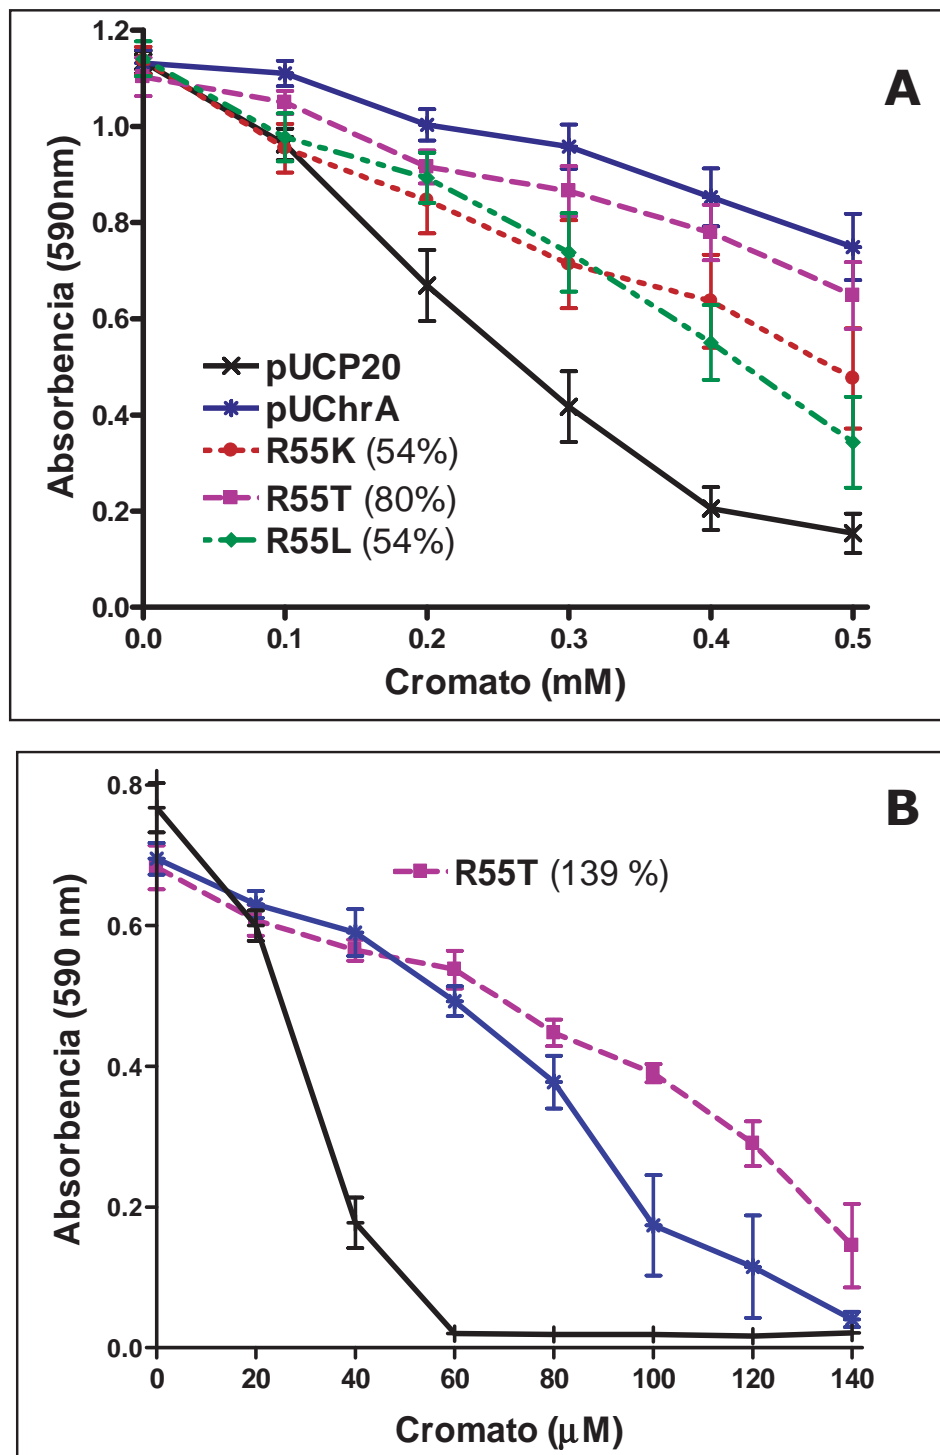 A
1.2
1.0
0.8
0.6
0.4
0.2
0.0
Absorbencia (590nm)
pUCP20
pUChrA
R55K (54%)
R55T (80%)
R55L (54%)
0.0 0.1 0.2 0.3 0.4 0.5
Cromato (mM)
B
0.8
0.6
0.4
0.2
0.0
Absorbencia (590 nm)
R55T (139 %)
0 20 40 60 80 100 120 140
Cromato (μM)